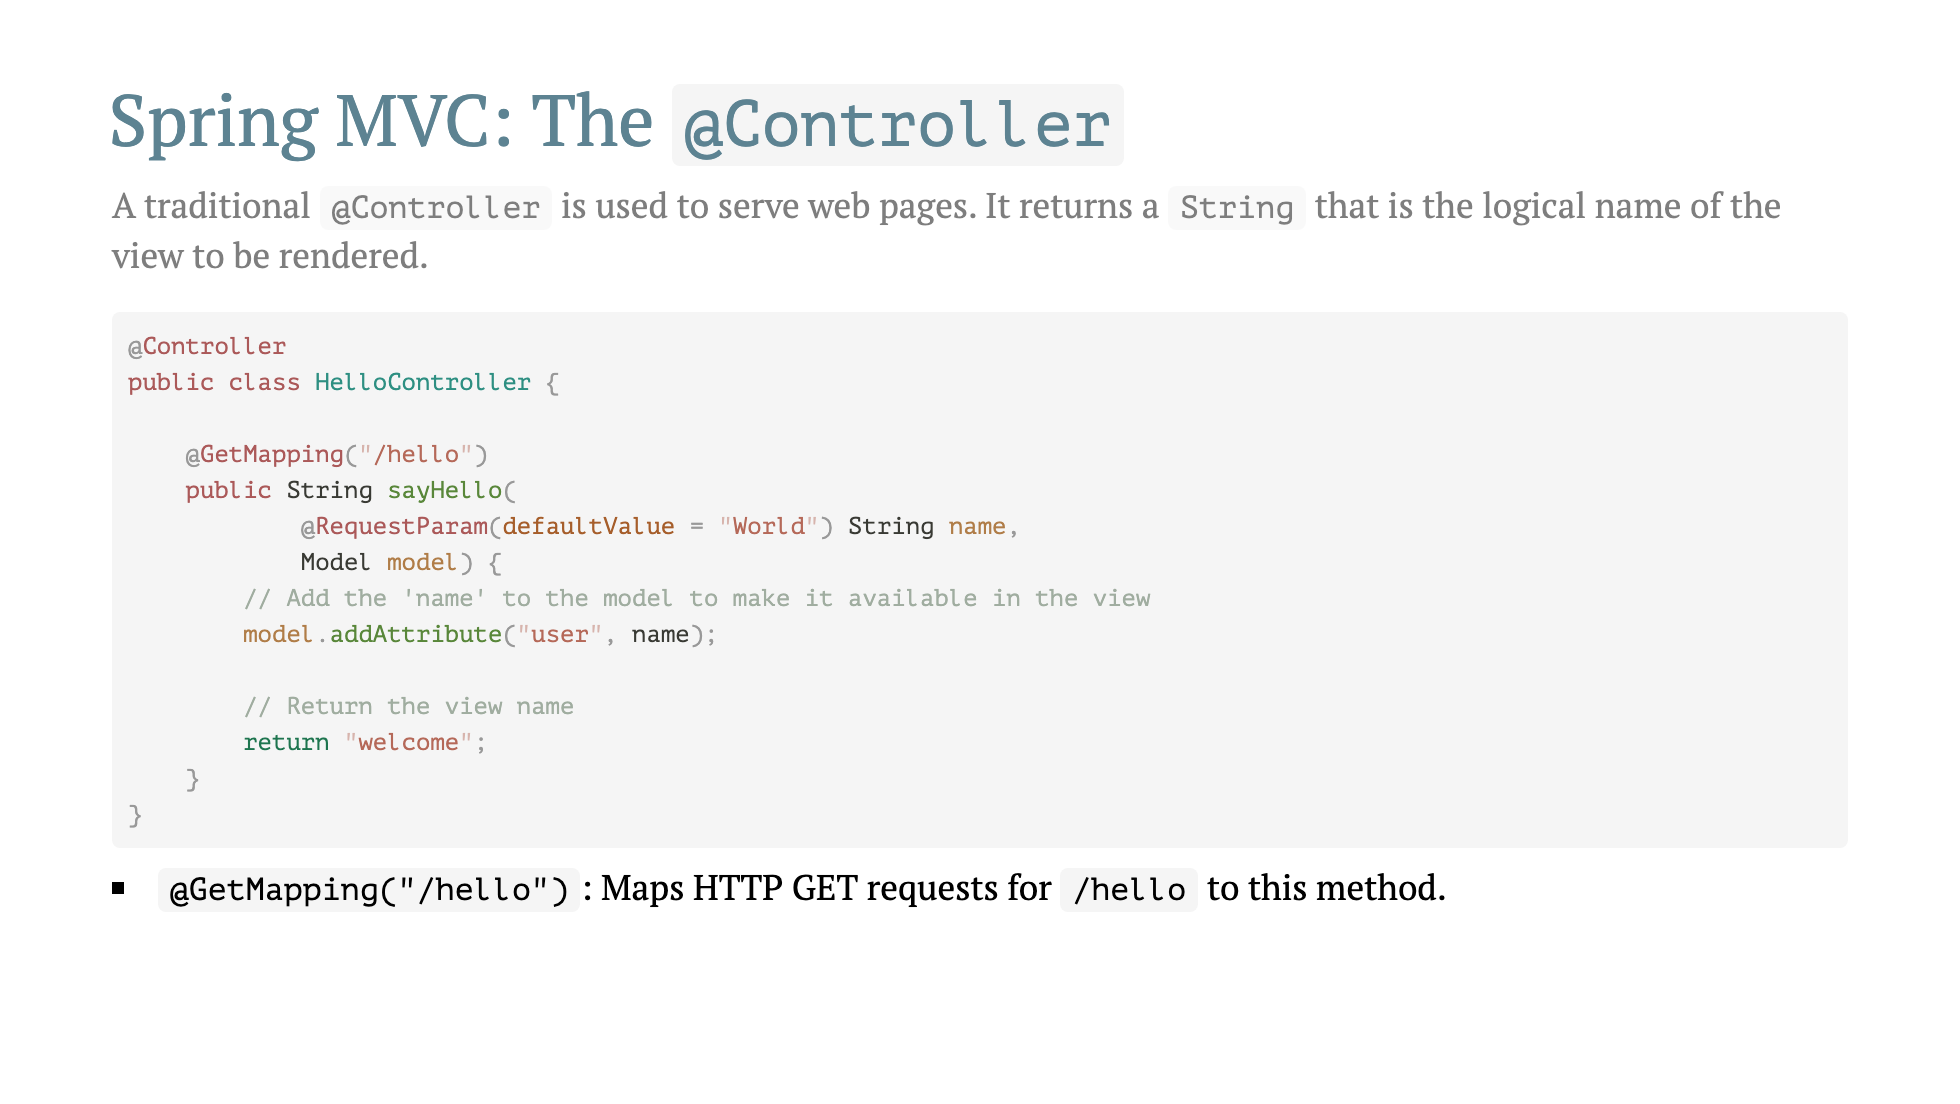 Spring MVC: The @Controller
A traditional @Controller is used to serve web pages. It returns a String that is the logical name of the
view to be rendered.
@Controller
public class HelloController {
    @GetMapping("/hello")
    public String sayHello(
            @RequestParam(defaultValue = "World") String name,
            Model model) {
        // Add the 'name' to the model to make it available in the view
        model.addAttribute("user", name);
        // Return the view name
        return "welcome";
    }
}
▪ @GetMapping("/hello"): Maps HTTP GET requests for /hello to this method.